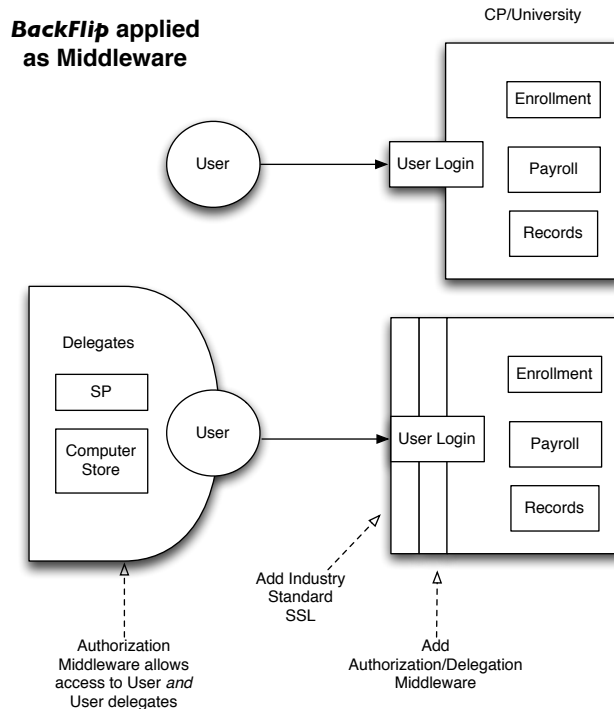 BackFlip applied
as Middleware
CP/University
Enrollment
User
User Login
Payroll
Records
Delegates
SP
Computer
Store
User
User Login
Enrollment
Payroll
Records
Add Industry
Standard
SSL
Authorization
Middleware allows
access to User and
User delegates
Add
Authorization/Delegation
Middleware